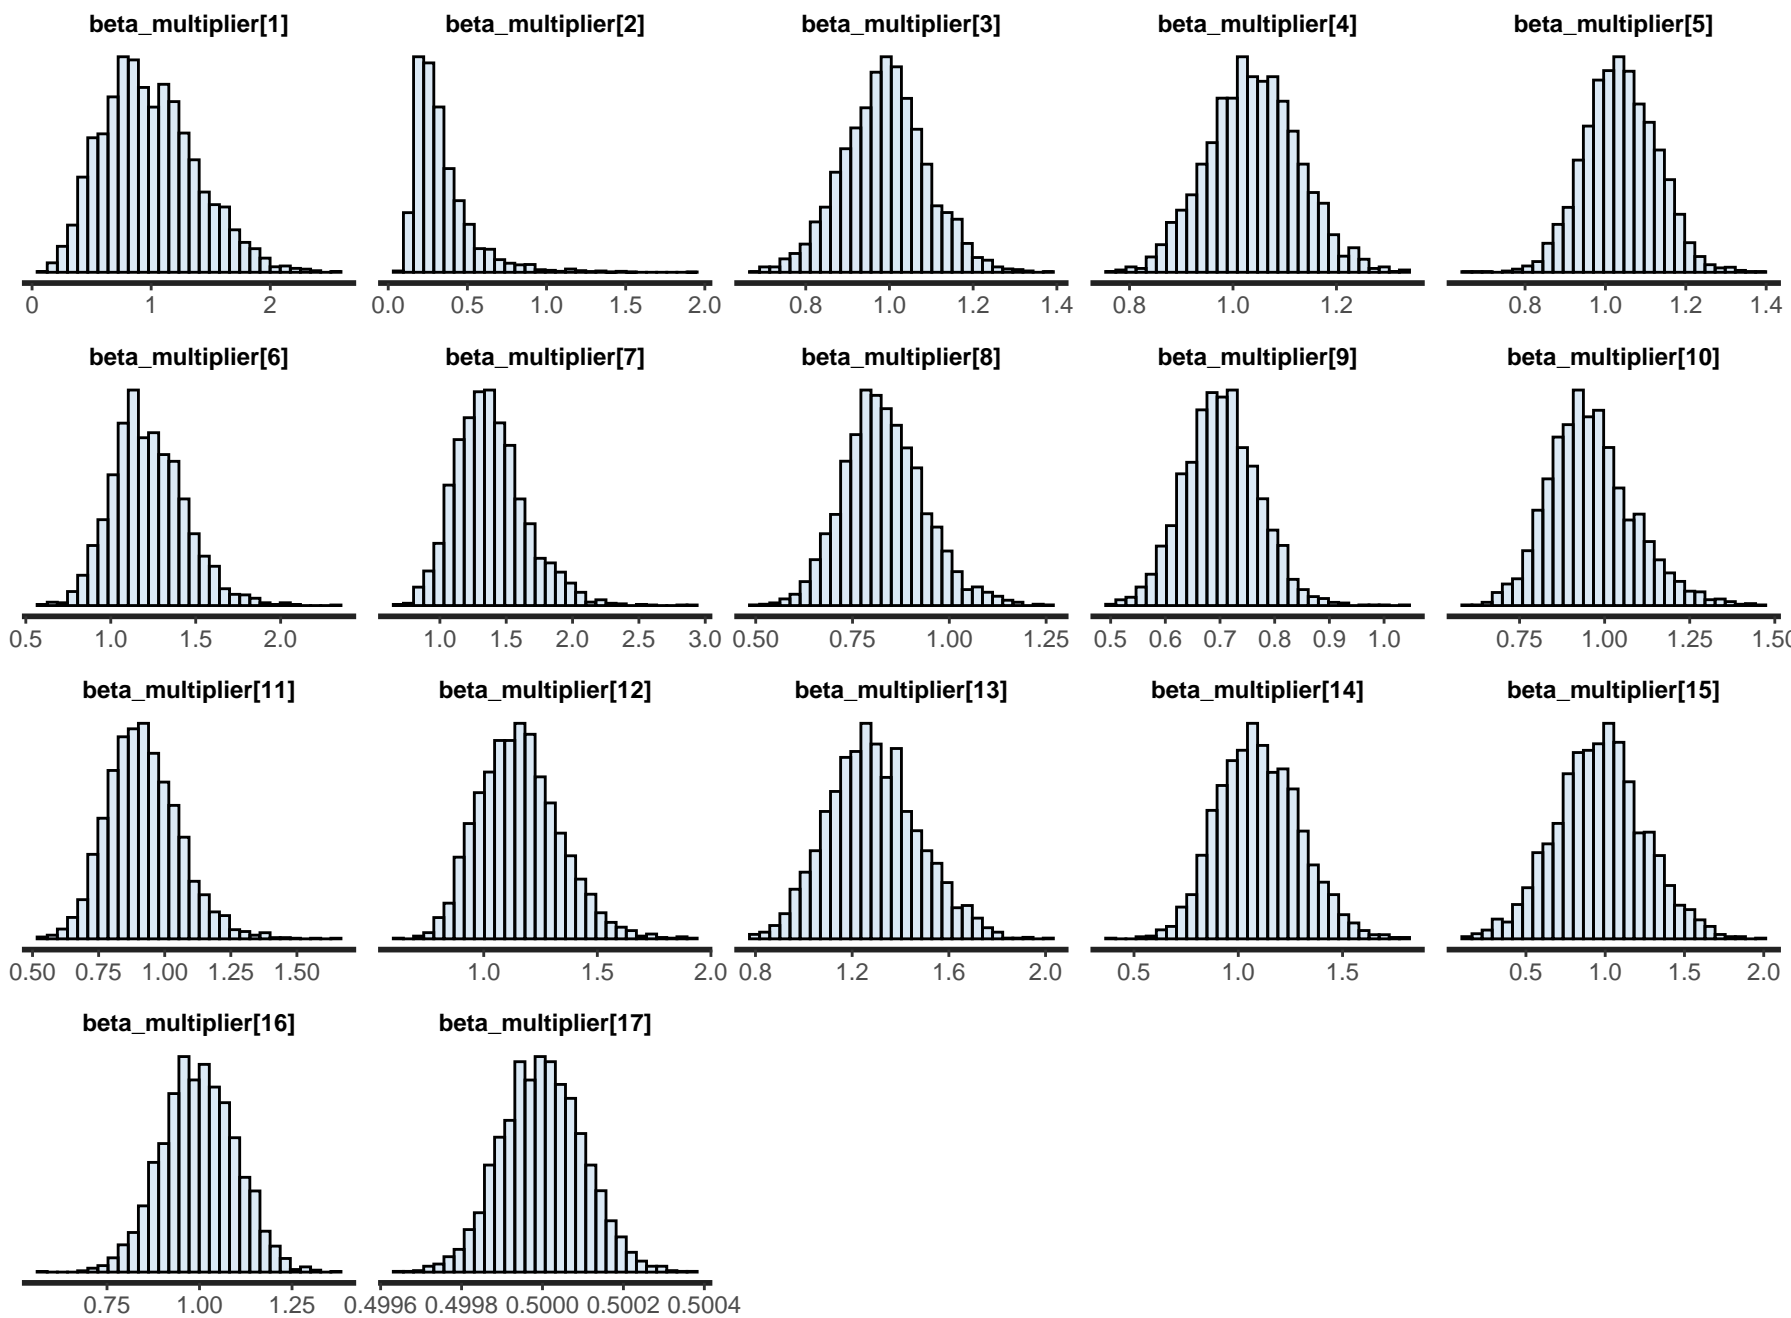 beta_multiplier[1] beta_multiplier[2] beta_multiplier[3] beta_multiplier[4] beta_multiplier[5]
0 1 2 0.0 0.5 1.0 1.5 2.0 0.8 1.0 1.2 1.4 0.8 1.0 1.2 0.8 1.0 1.2 1.4
beta_multiplier[6] beta_multiplier[7] beta_multiplier[8] beta_multiplier[9] beta_multiplier[10]
0.5 1.0 1.5 2.0 1.0 1.5 2.0 2.5 3.0 0.50 0.75 1.00 1.25 0.5 0.6 0.7 0.8 0.9 1.0 0.75 1.00 1.25 1.50
beta_multiplier[11] beta_multiplier[12] beta_multiplier[13] beta_multiplier[14] beta_multiplier[15]
0.50 0.75 1.00 1.25 1.50 1.0 1.5 2.0 0.8 1.2 1.6 2.0 0.5 1.0 1.5 0.5 1.0 1.5 2.0
beta_multiplier[16] beta_multiplier[17]
0.75 1.00 1.25 0.4996 0.4998 0.5000 0.5002 0.5004